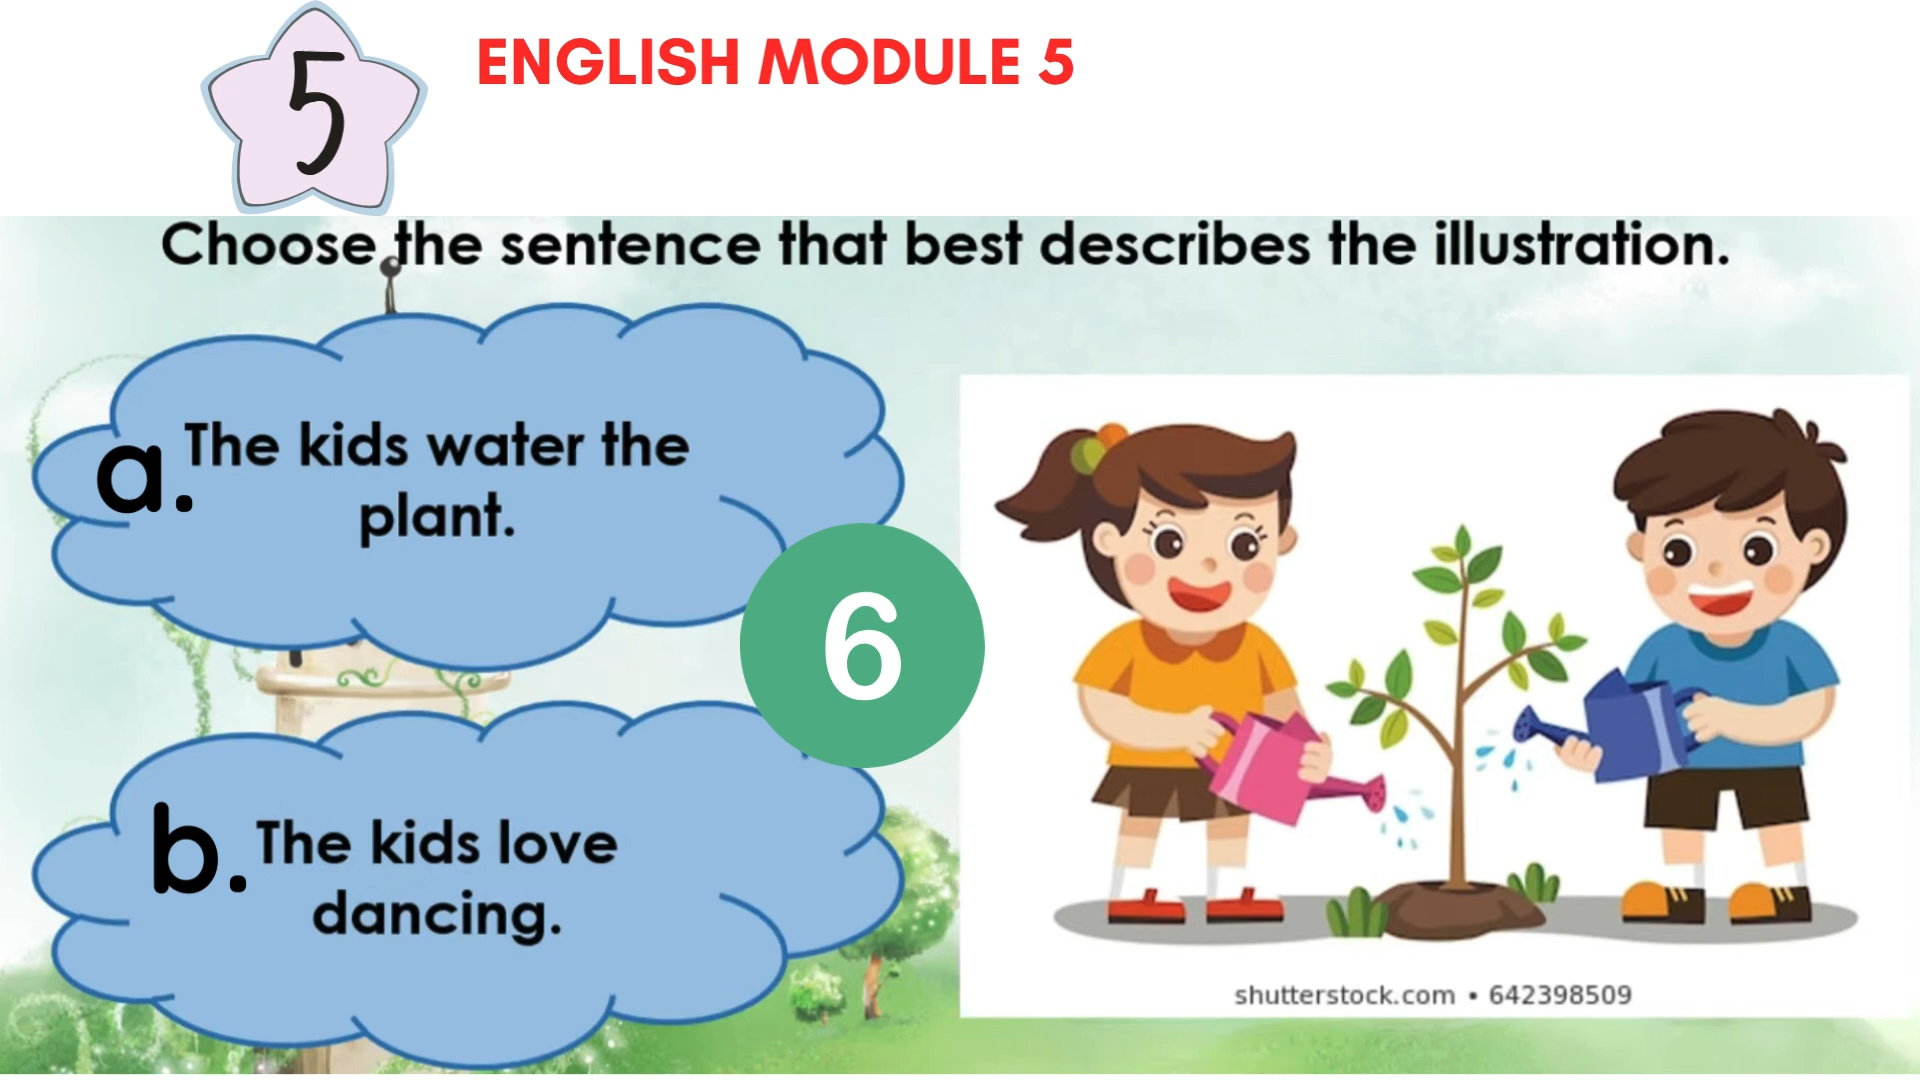 5
ENGLISH MODULE 5
Choose the sentence that best describes the illustration.
a. The kids water the
plant.
6
b. The kids love
dancing.
shutterstock.com • 642398509